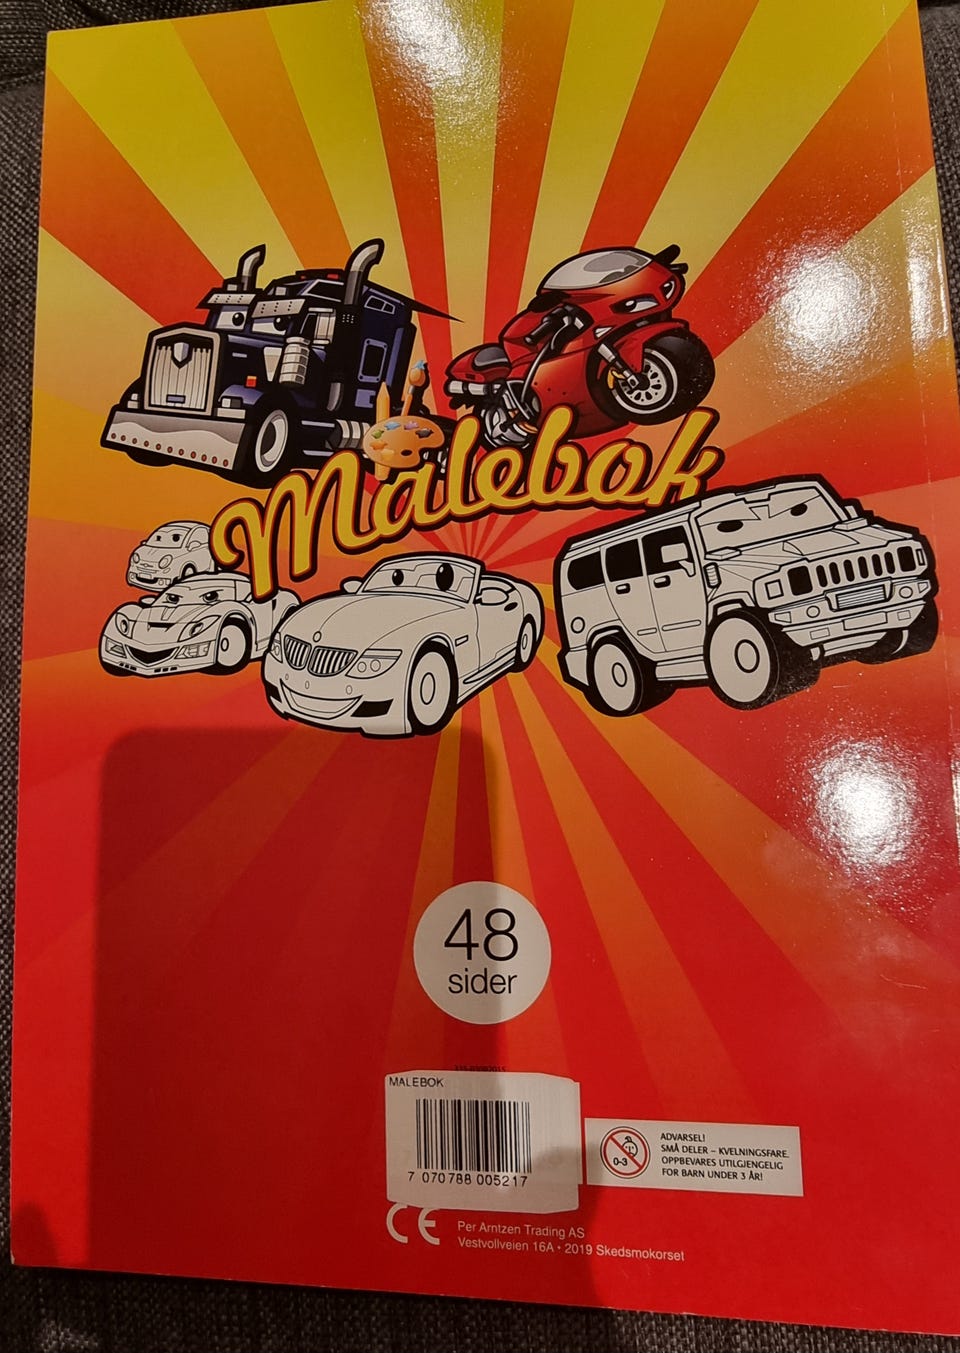 Malebok
48
sider
MALEBOK
7 070788 005217
0-3
ADVARSEL!
SMÅ DELER – KVELNINGSFARE.
OPPBEVARES UTILGJENGELIG
FOR BARN UNDER 3 ÅR!
CE
Per Arntzen Trading AS
Vestvollveien 16A • 2019 Skedsmokorset